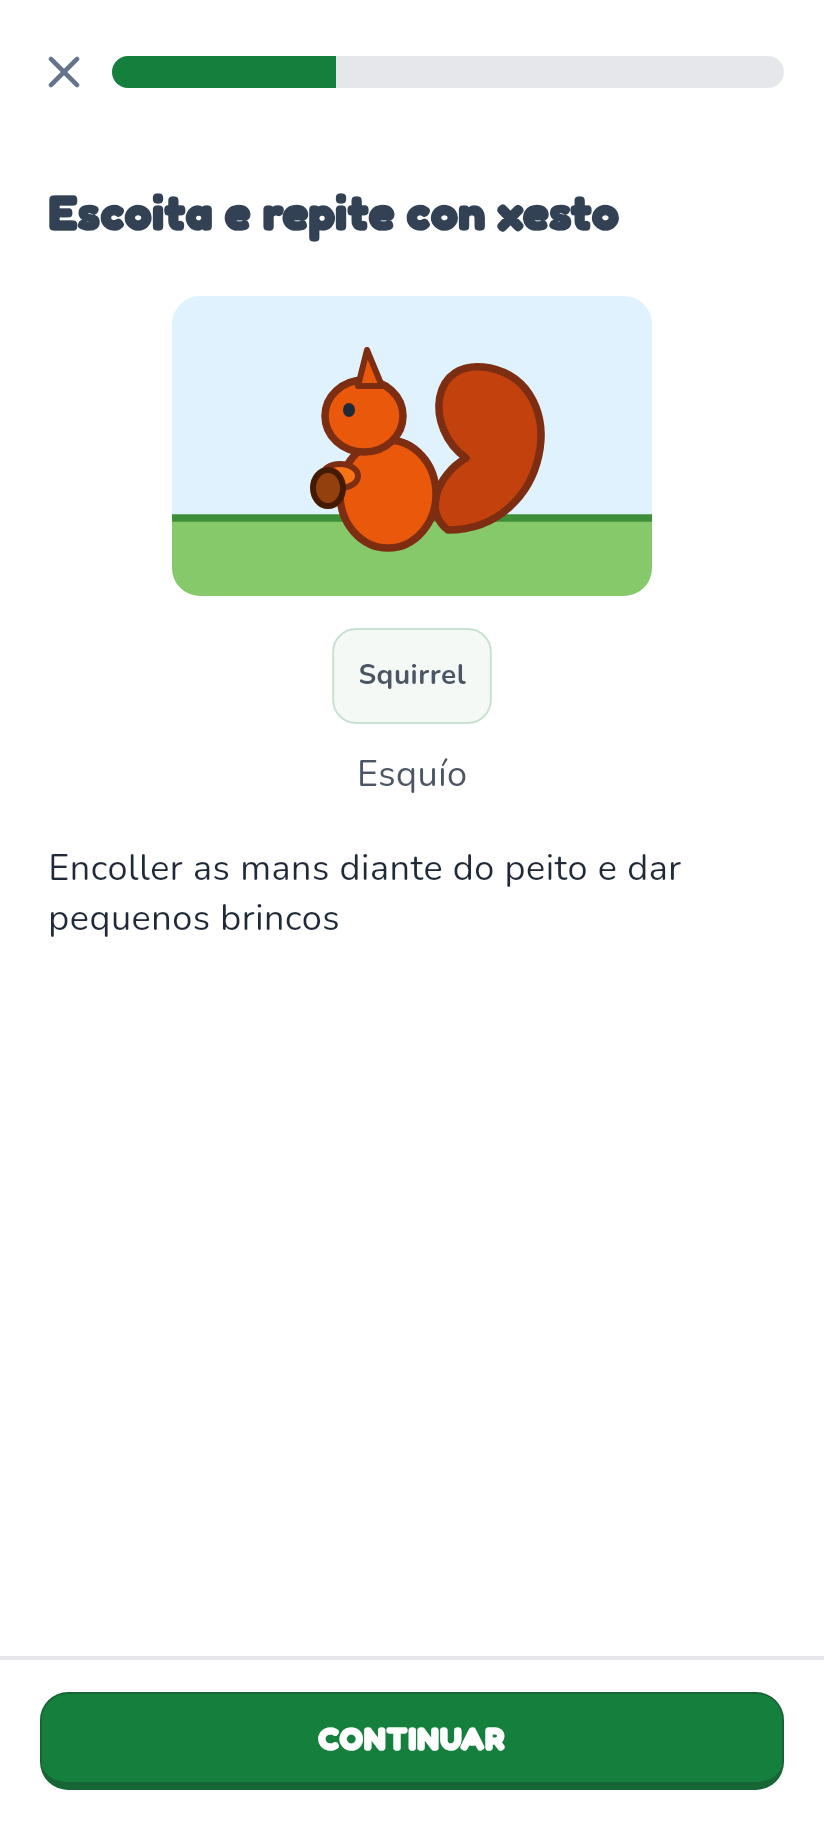 Escoita e repite con xesto
Squirrel
Esquío
Encoller as mans diante do peito e dar
pequenos brincos
CONTINUAR